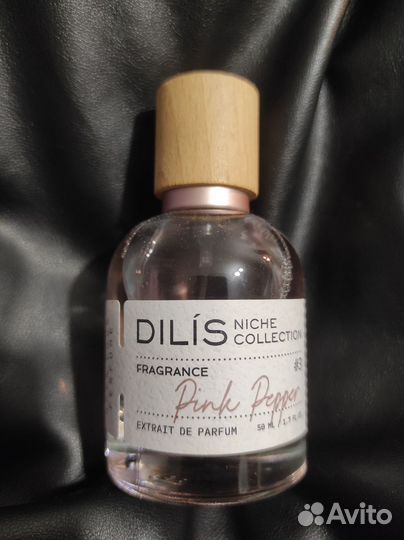 DILÍS NICHE COLLECTION
FRAGRANCE
Pink Pepper
EXTRAIT DE PARFUM 50 ML
Avito